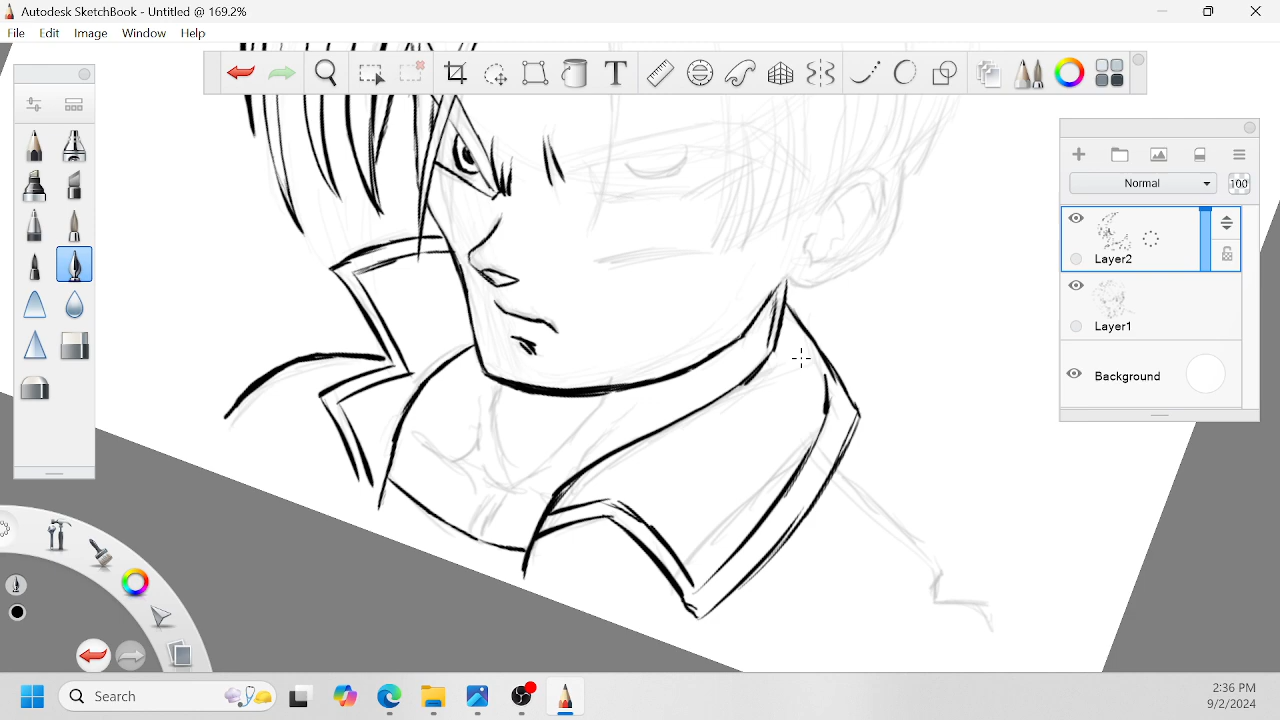 Autodesk SketchBook - Untitled @ 169.2%
File Edit Image Window Help
T
Normal
100
Layer2
Layer1
Background
Search
2:36 PM
9/2/2024